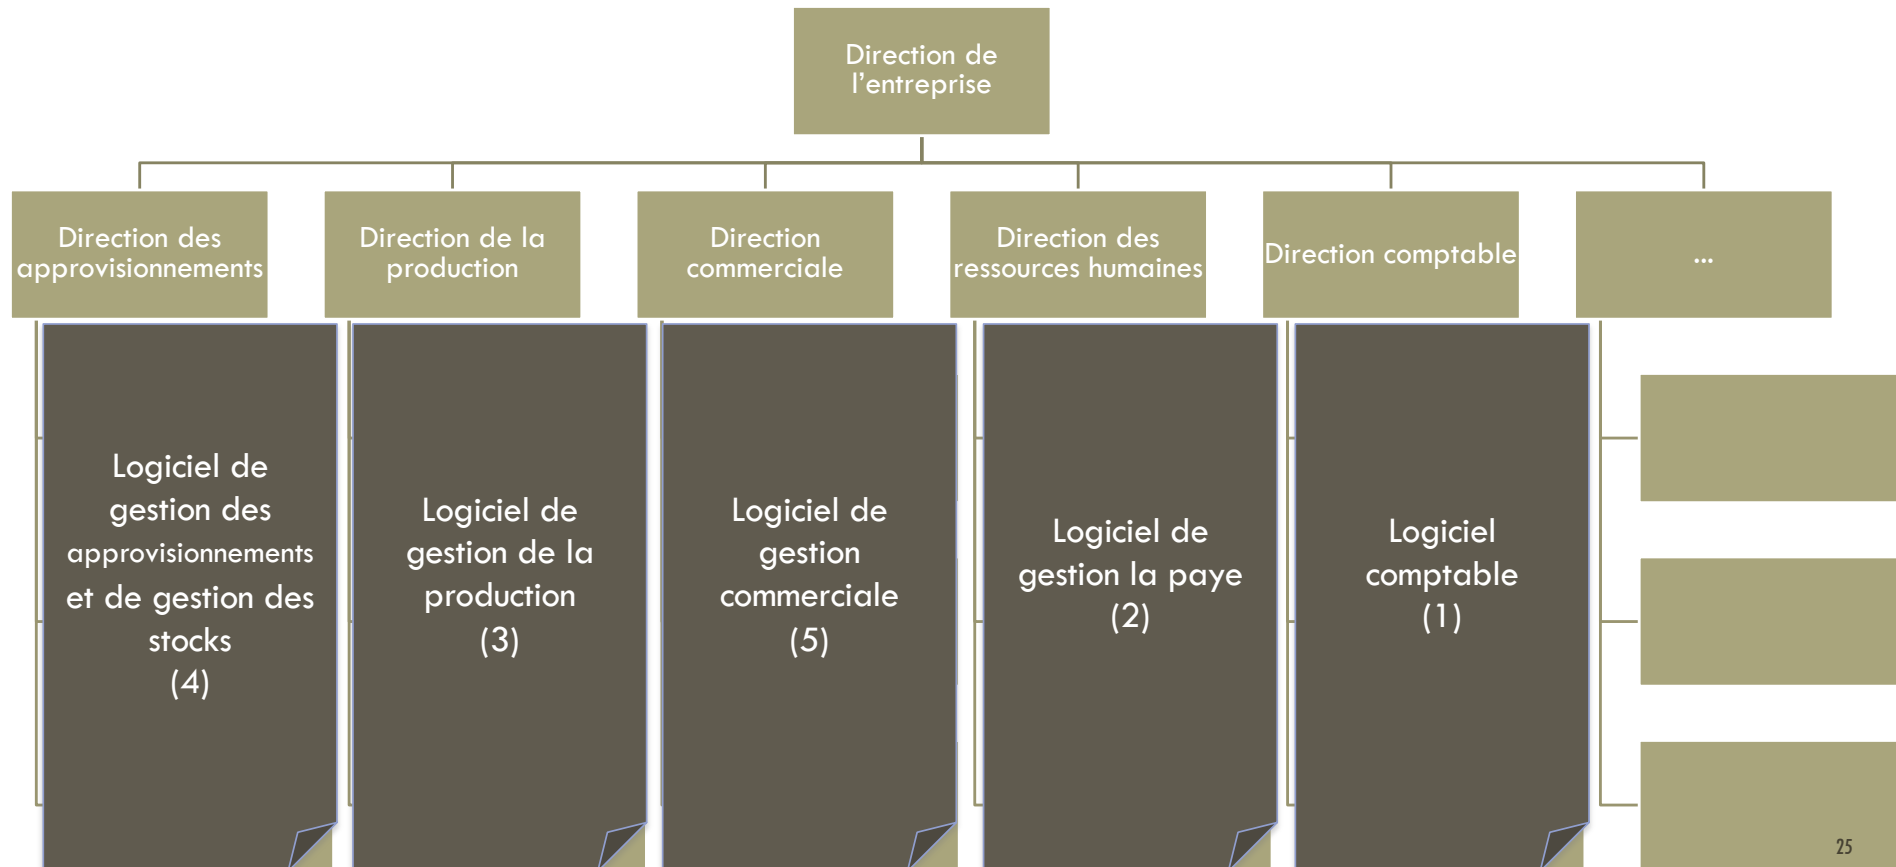 Direction de
l'entreprise
Direction des
approvisionnements
Direction de la
production
Direction
commerciale
Direction des
ressources humaines
Direction comptable
...
Logiciel de
gestion des
approvisionnements
et de gestion des
stocks
(4)
Logiciel de
gestion de la
production
(3)
Logiciel de
gestion
commerciale
(5)
Logiciel de
gestion la paye
(2)
Logiciel
comptable
(1)
25